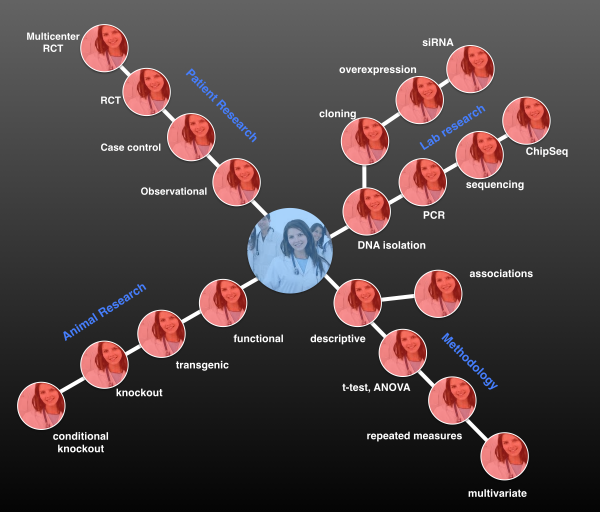 Multicenter
RCT
RCT
Case control
Observational
Patient Research
siRNA
overexpression
cloning
Lab research
ChipSeq
sequencing
PCR
DNA isolation
Animal Research
functional
transgenic
knockout
conditional
knockout
descriptive
associations
Methodology
t-test, ANOVA
repeated measures
multivariate